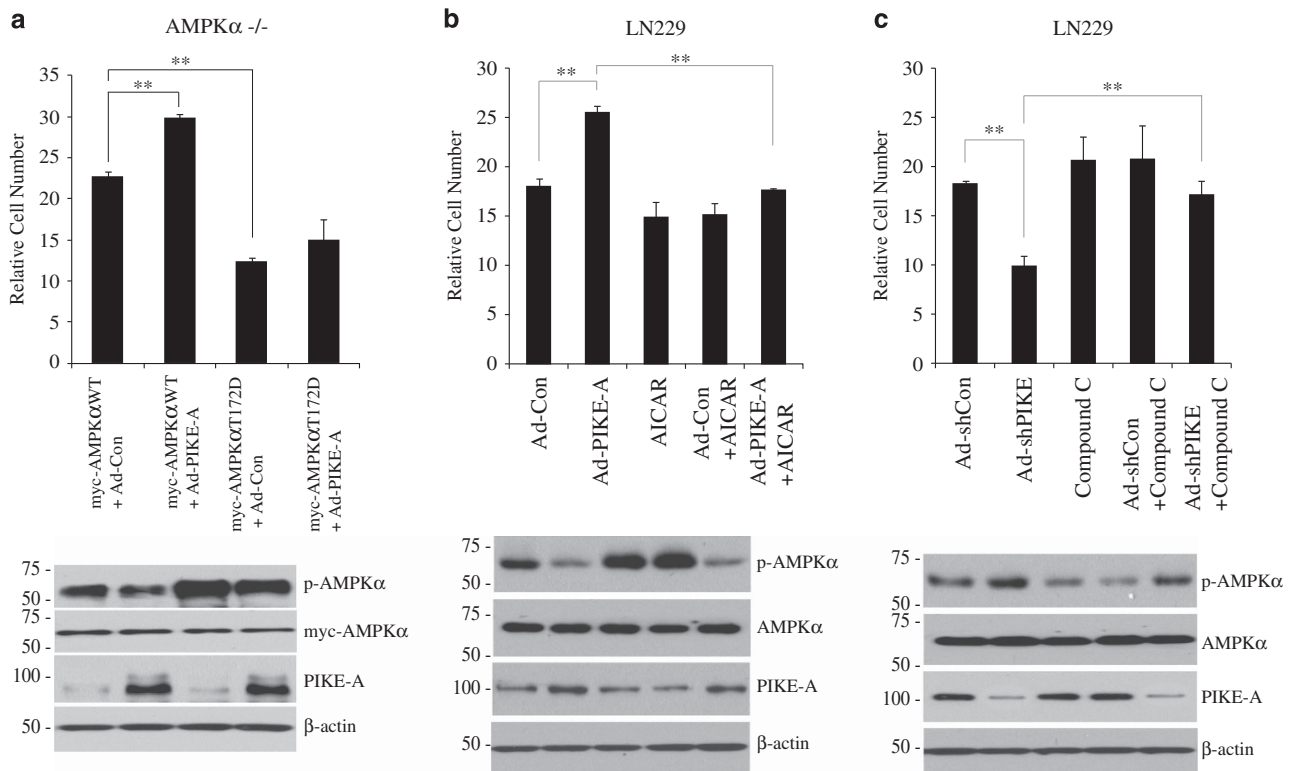 a
AMPKα -/-
**
**
35
30
25
20
15
10
5
0
Relative Cell Number
myc-AMPKαWT
+ Ad-Con
myc-AMPKαWT
+ Ad-PIKE-A
myc-AMPKαT172D
+ Ad-Con
myc-AMPKαT172D
+ Ad-PIKE-A
75 -
50 -
p-AMPKα
75 -
50 -
myc-AMPKα
100 -
PIKE-A
50 -
β-actin
b
LN229
**
**
30
25
20
15
10
5
0
Relative Cell Number
Ad-Con
Ad-PIKE-A
AICAR
Ad-Con
+AICAR
Ad-PIKE-A
+AICAR
75 -
50 -
p-AMPKα
75 -
50 -
AMPKα
100 -
PIKE-A
50 -
β-actin
c
LN229
**
**
30
25
20
15
10
5
0
Relative Cell Number
Ad-shCon
Ad-shPIKE
Compound C
Ad-shCon
+Compound C
Ad-shPIKE
+Compound C
75 -
50 -
p-AMPKα
75 -
50 -
AMPKα
100 -
PIKE-A
50 -
β-actin